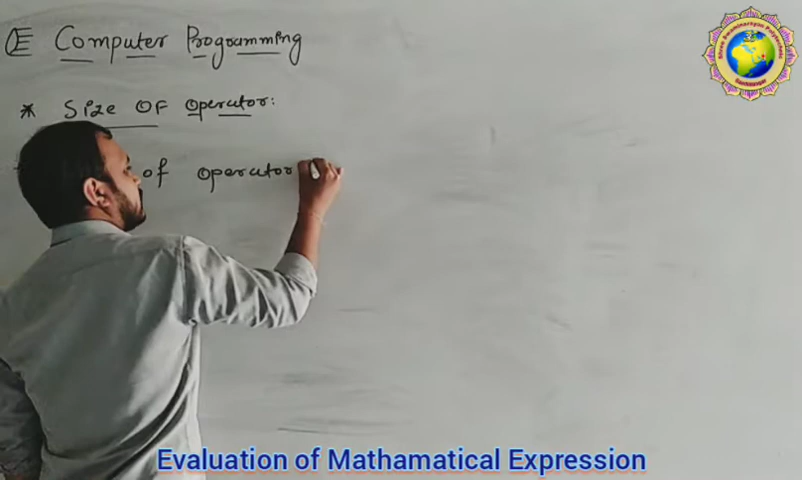 Computer Programming
* Size OF Operator:
of operator
Evaluation of Mathamatical Expression